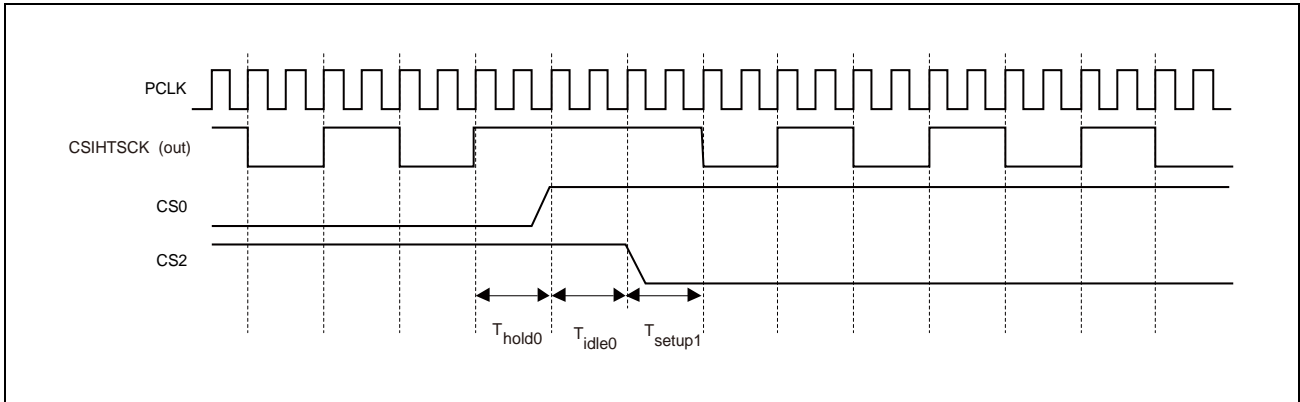 PCLK
CSIHTSCK (out)
CS0
CS2
Thold0 Tidle0 Tsetup1